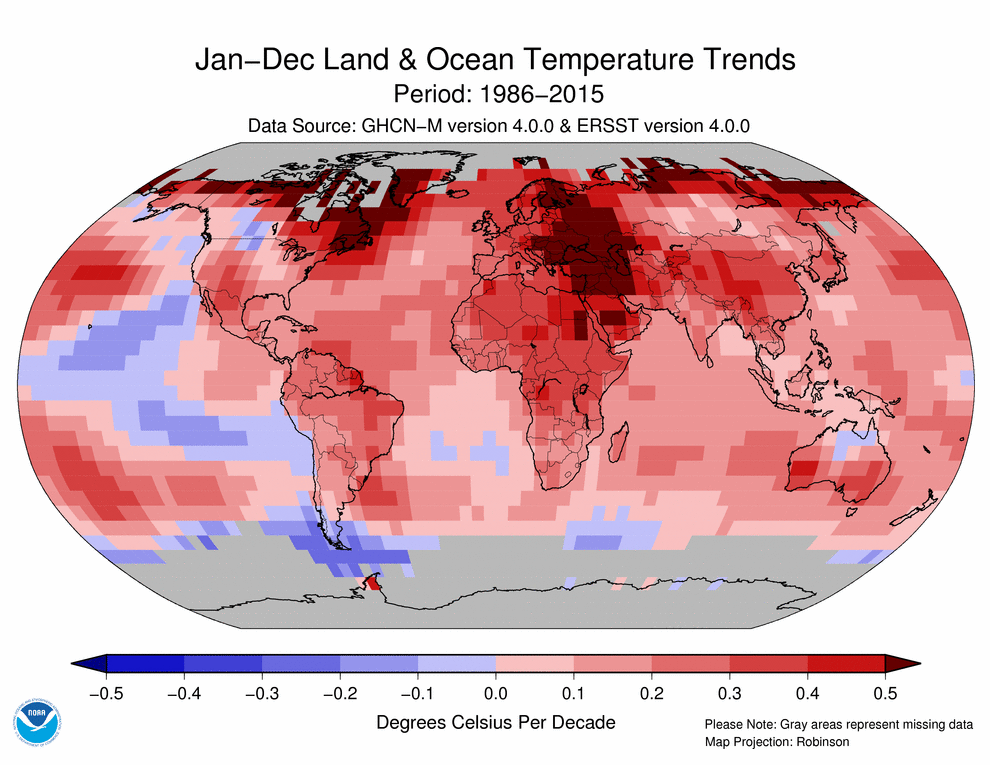 Jan−Dec Land & Ocean Temperature Trends
Period: 1986−2015
Data Source: GHCN−M version 4.0.0 & ERSST version 4.0.0
−0.5 −0.4 −0.3 −0.2 −0.1 0.0 0.1 0.2 0.3 0.4 0.5
Degrees Celsius Per Decade
Please Note: Gray areas represent missing data
Map Projection: Robinson
NOAA